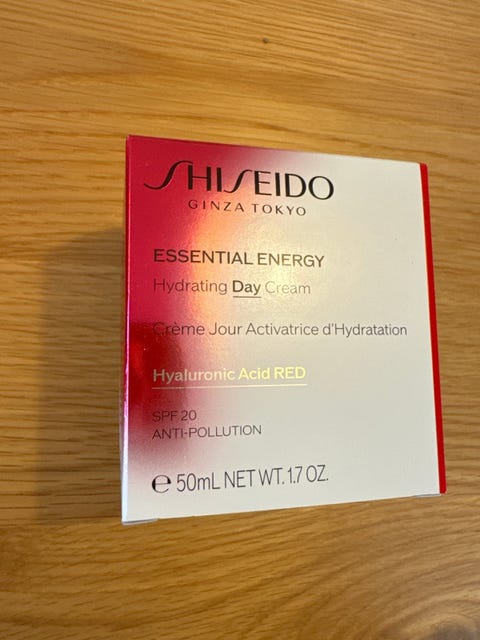 SHISEIDO
GINZA TOKYO
ESSENTIAL ENERGY
Hydrating Day Cream
Crème Jour Activatrice d'Hydratation
Hyaluronic Acid RED
SPF 20
ANTI-POLLUTION
℮ 50mL NET WT. 1.7 OZ.